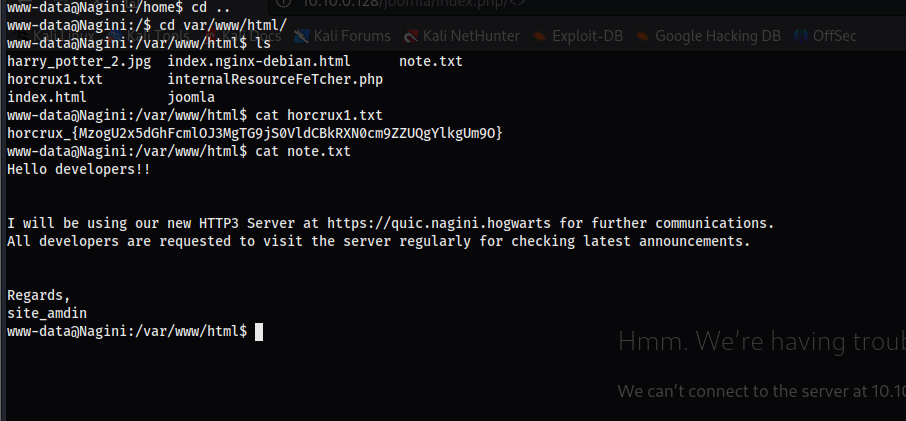 10.10.0.128/joomla/index.php/<>
www-data@Nagini:/home$ cd ..
www-data@Nagini:/$ cd var/www/html/
Kali Linux Kali Tools Kali Docs Kali Forums Kali NetHunter Exploit-DB Google Hacking DB OffSec
www-data@Nagini:/var/www/html$ ls
harry_potter_2.jpg index.nginx-debian.html note.txt
horcrux1.txt internalResourceFeTcher.php
index.html joomla
www-data@Nagini:/var/www/html$ cat horcrux1.txt
horcrux_{MzogU2x5dGhFcmlOJ3MgTG9jS0VldCBkRXN0cm9ZZUQgYlkgUm9O}
www-data@Nagini:/var/www/html$ cat note.txt
Hello developers!!
I will be using our new HTTP3 Server at https://quic.nagini.hogwarts for further communications.
All developers are requested to visit the server regularly for checking latest announcements.
Regards,
site_amdin
www-data@Nagini:/var/www/html$
Hmm. We're having troub
We can't connect to the server at 10.10